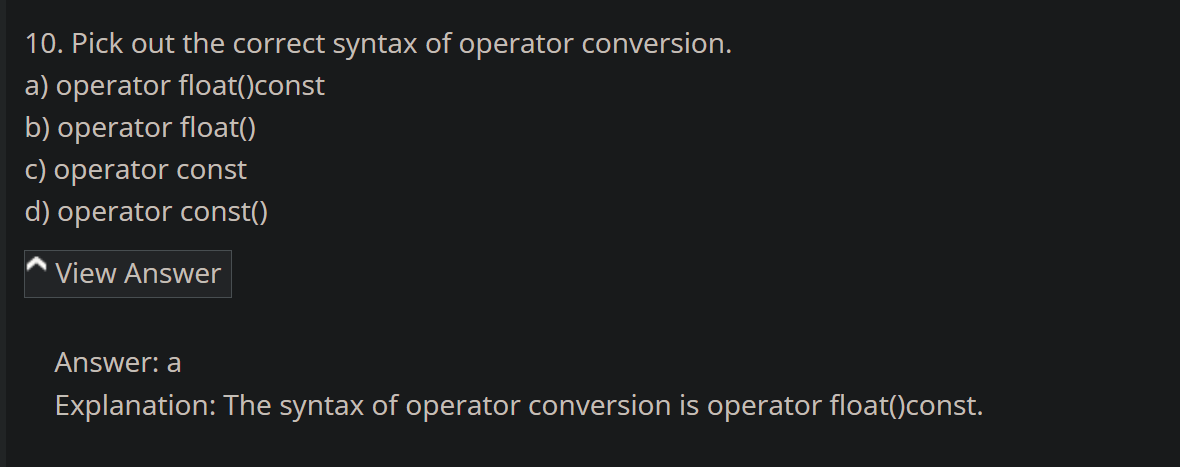 10. Pick out the correct syntax of operator conversion.
a) operator float()const
b) operator float()
c) operator const
d) operator const()
View Answer
Answer: a
Explanation: The syntax of operator conversion is operator float()const.